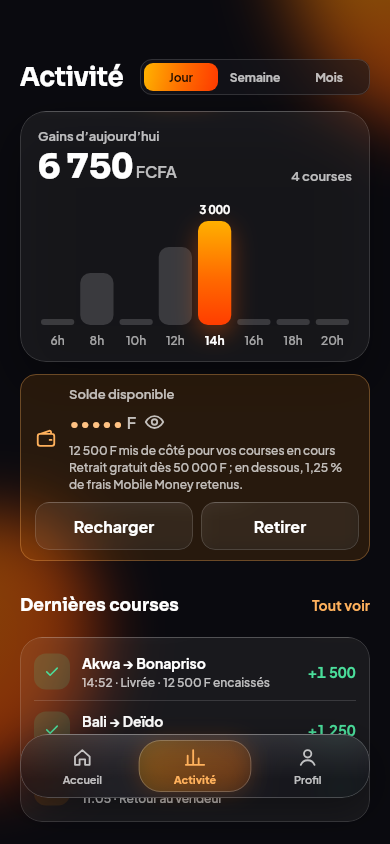 Activité
Jour
Semaine
Mois
Gains d’aujourd’hui
6 750 FCFA
4 courses
3 000
6h
8h
10h
12h
14h
16h
18h
20h
Solde disponible
••••• F
12 500 F mis de côté pour vos courses en cours
Retrait gratuit dès 50 000 F ; en dessous, 1,25 %
de frais Mobile Money retenus.
Recharger
Retirer
Dernières courses
Tout voir
Akwa → Bonapriso
14:52 · Livrée · 12 500 F encaissés
+1 500
Bali → Deïdo
+1 250
11:05 · Retour au vendeur
Accueil
Activité
Profil